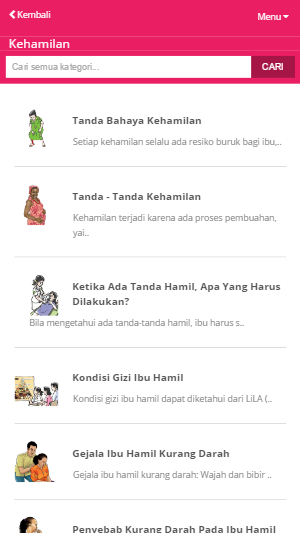 Kembali
Menu
Kehamilan
Cari semua kategori...
CARI
Tanda Bahaya Kehamilan
Setiap kehamilan selalu ada resiko buruk bagi ibu,..
Tanda - Tanda Kehamilan
Kehamilan terjadi karena ada proses pembuahan,
yai..
Ketika Ada Tanda Hamil, Apa Yang Harus
Dilakukan?
Bila mengetahui ada tanda-tanda hamil, ibu harus s..
Kondisi Gizi Ibu Hamil
Kondisi gizi ibu hamil dapat diketahui dari LiLA (..
Gejala Ibu Hamil Kurang Darah
Gejala ibu hamil kurang darah: Wajah dan bibir ..
Penyebab Kurang Darah Pada Ibu Hamil